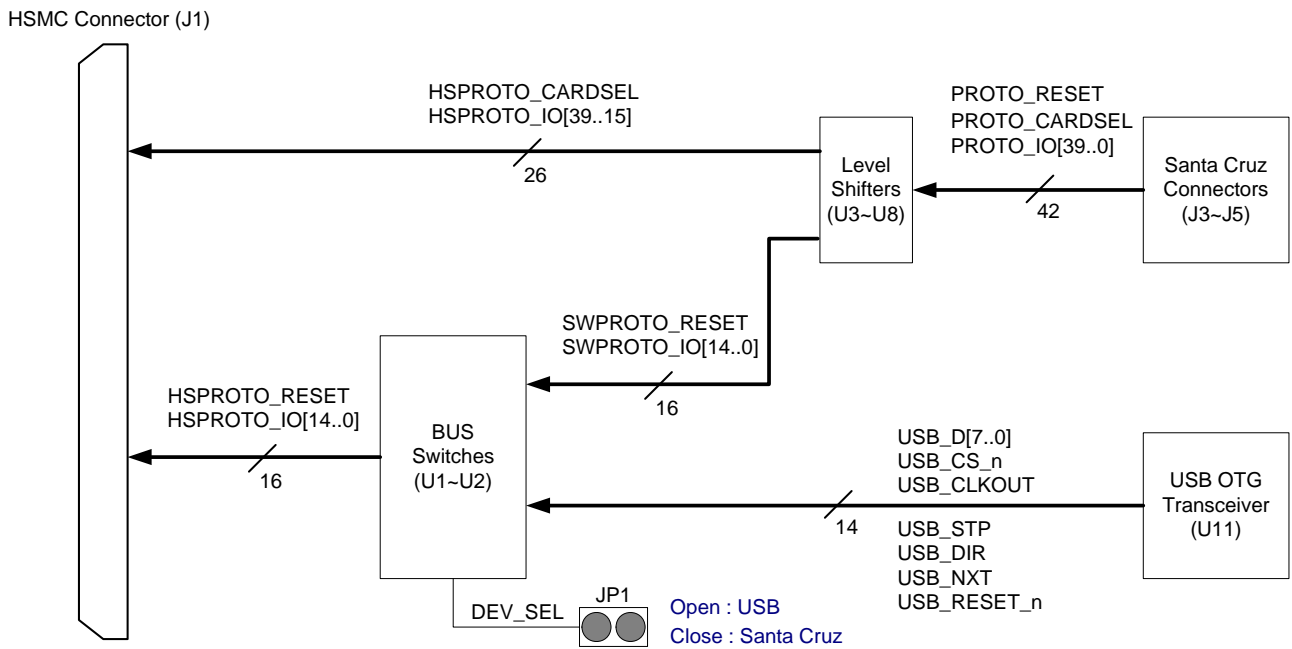 HSMC Connector (J1)
HSPROTO_CARDSEL
HSPROTO_IO[39..15]
26
Level
Shifters
(U3~U8)
PROTO_RESET
PROTO_CARDSEL
PROTO_IO[39..0]
42
Santa Cruz
Connectors
(J3~J5)
SWPROTO_RESET
SWPROTO_IO[14..0]
16
HSPROTO_RESET
HSPROTO_IO[14..0]
16
BUS
Switches
(U1~U2)
USB_D[7..0]
USB_CS_n
USB_CLKOUT
14
USB_STP
USB_DIR
USB_NXT
USB_RESET_n
USB OTG
Transceiver
(U11)
DEV_SEL
JP1
Open : USB
Close : Santa Cruz